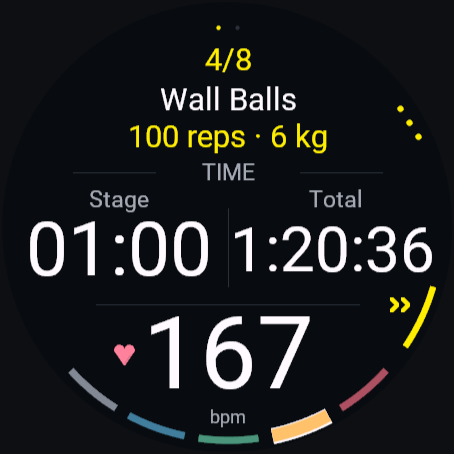 4/8
Wall Balls
100 reps · 6 kg
TIME
Stage Total
01:00 1:20:36
167
bpm